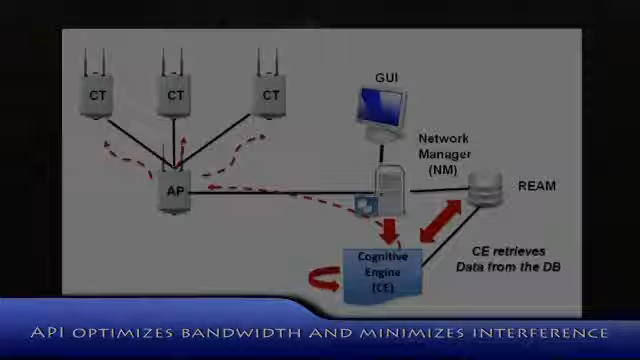 GUI
CT
CT
CT
Network
Manager
(NM)
AP
REAM
Cognitive
Engine
(CE)
CE retrieves
Data from the DB
API OPTIMIZES BANDWIDTH AND MINIMIZES INTERFERENCE